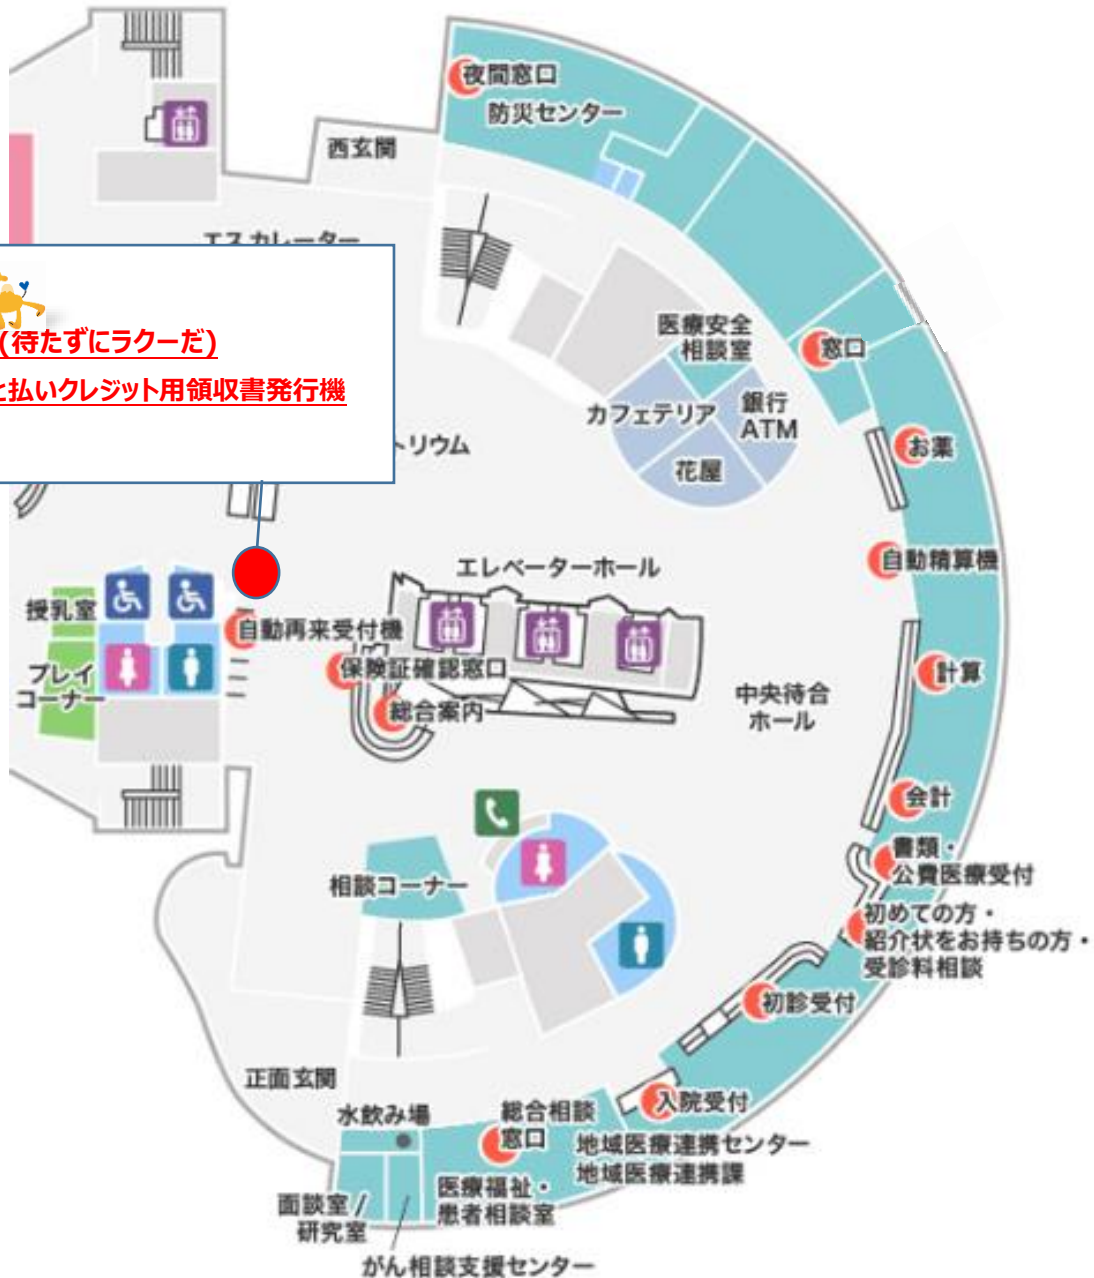 夜間窓口
防災センター
西玄関
エスカレーター
(待たずにラクーだ)
と払いクレジット用領収書発行機
トリウム
医療安全
相談室
窓口
カフェテリア
銀行
ATM
花屋
お薬
自動精算機
エレベーターホール
授乳室
自動再来受付機
プレイ
コーナー
保険証確認窓口
総合案内
中央待合
ホール
計算
会計
書類・
公費医療受付
初めての方・
紹介状をお持ちの方・
受診料相談
相談コーナー
初診受付
正面玄関
入院受付
水飲み場
総合相談
窓口
地域医療連携センター
地域医療連携課
医療福祉・
患者相談室
面談室/
研究室
がん相談支援センター